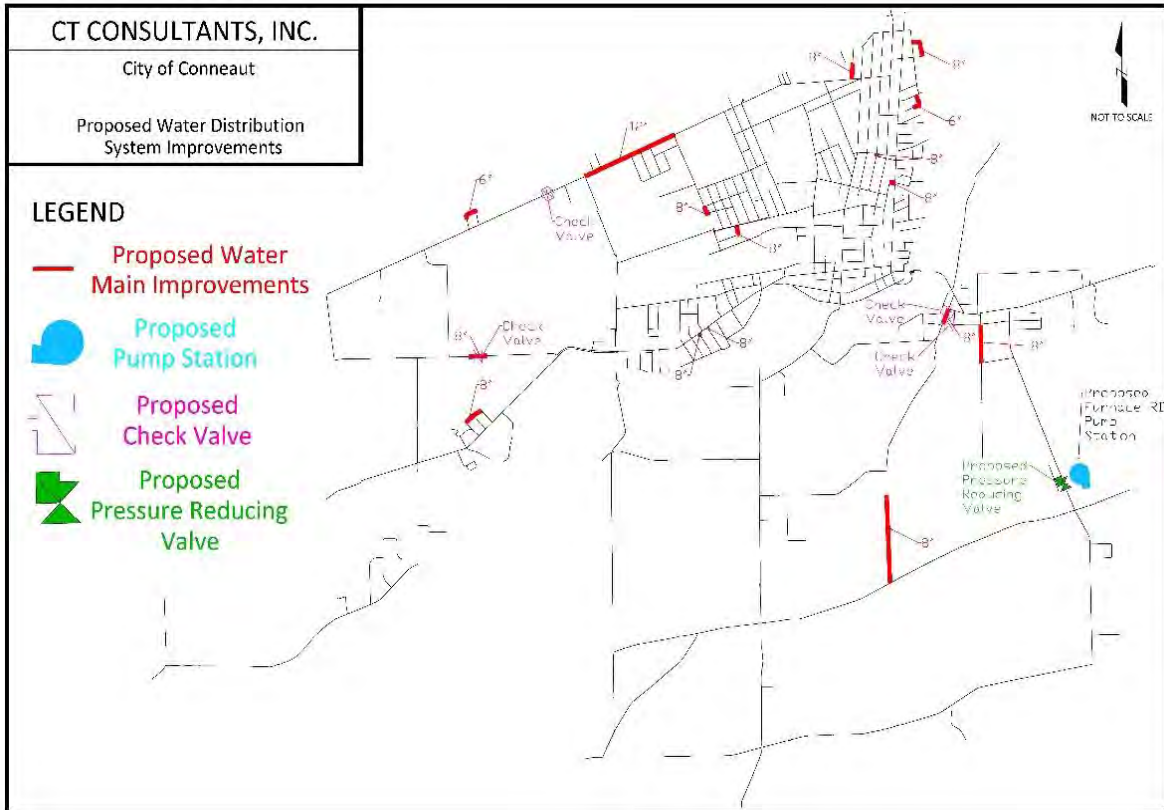 CT CONSULTANTS, INC.
City of Conneaut
Proposed Water Distribution
System Improvements
NOT TO SCALE
LEGEND
Proposed Water
Main Improvements
Proposed
Pump Station
Proposed
Check Valve
Proposed
Pressure Reducing
Valve
8"
8"
6"
12"
8"
8"
6"
Check
Valve
8"
8"
8"
Check
Valve
8"
8"
8"
Check
Valve
8"
Check
Valve
8"
Proposed
Furnace RD
Pump
Station
Proposed
Pressure
Reducing
Valve
8"